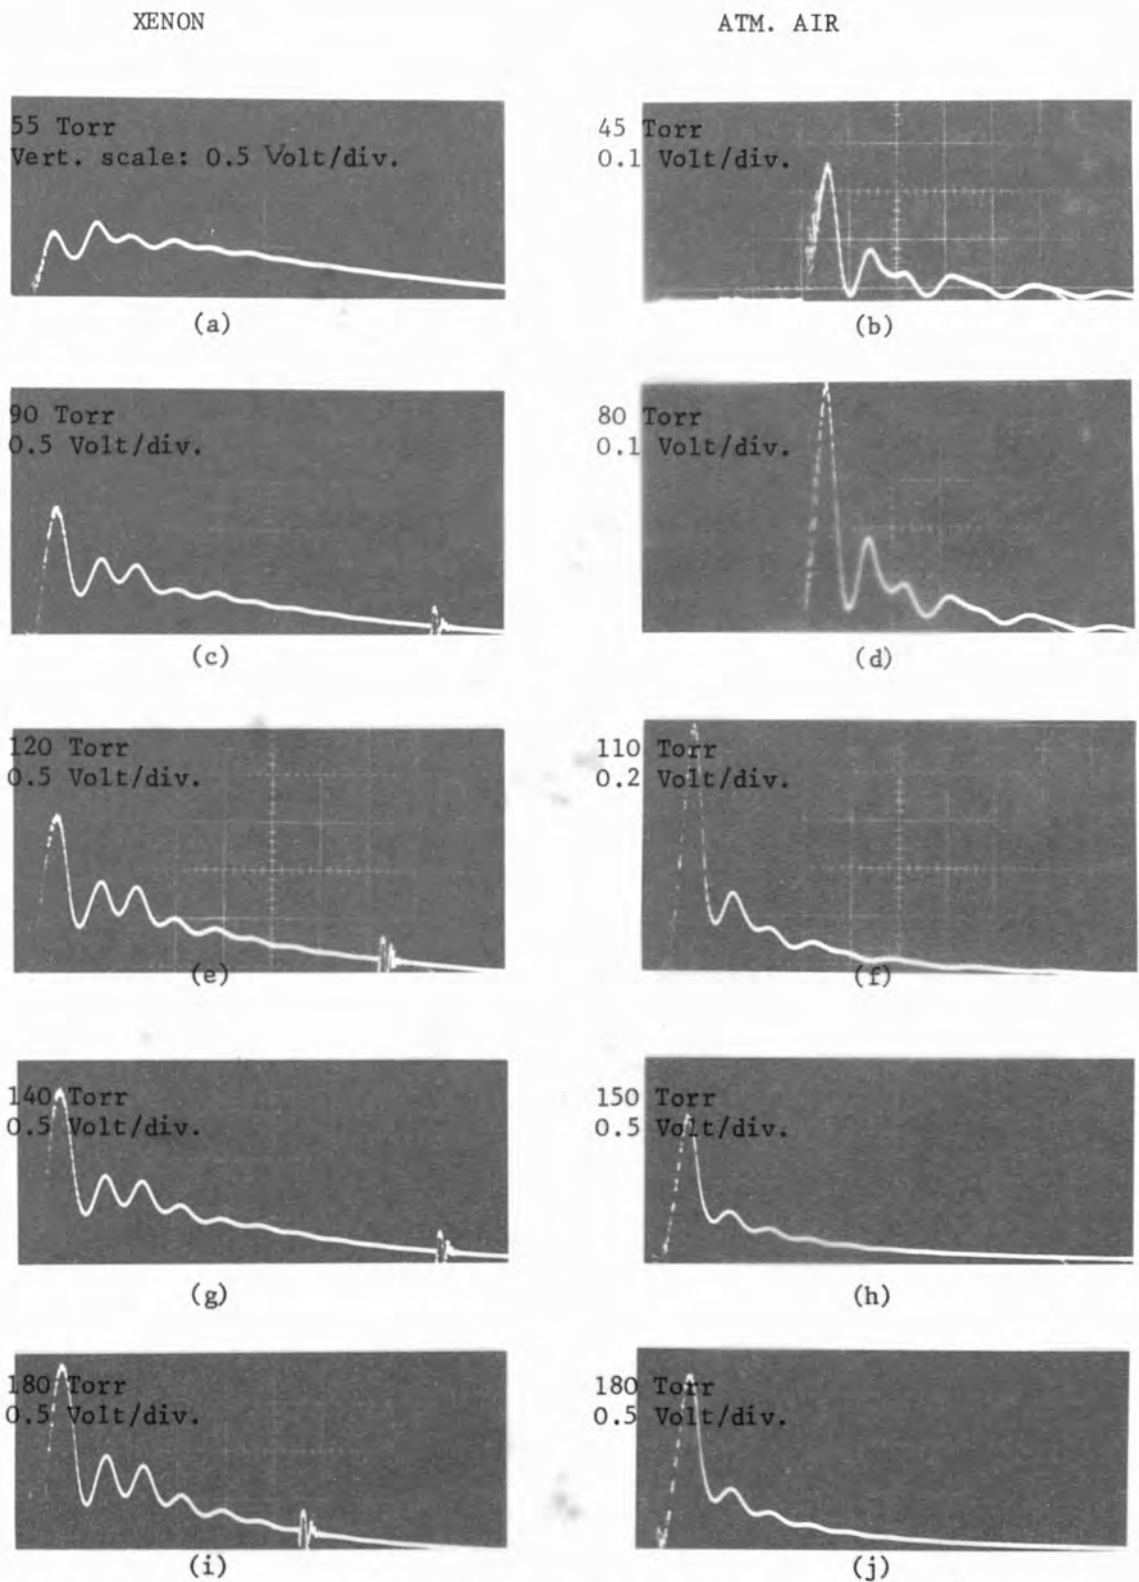 XENON
ATM. AIR
55 Torr
Vert. scale: 0.5 Volt/div.
(a)
45 Torr
0.1 Volt/div.
(b)
90 Torr
0.5 Volt/div.
(c)
80 Torr
0.1 Volt/div.
(d)
120 Torr
0.5 Volt/div.
(e)
110 Torr
0.2 Volt/div.
(f)
140 Torr
0.5 Volt/div.
(g)
150 Torr
0.5 Volt/div.
(h)
180 Torr
0.5 Volt/div.
(i)
180 Torr
0.5 Volt/div.
(j)